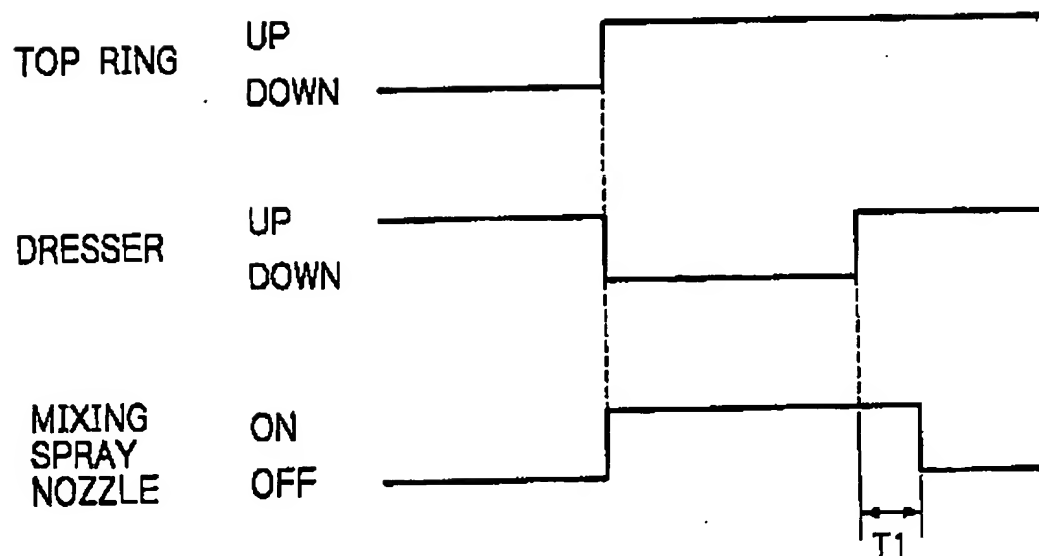 TOP RING
UP
DOWN
DRESSER
UP
DOWN
MIXING
SPRAY
NOZZLE
ON
OFF
T1